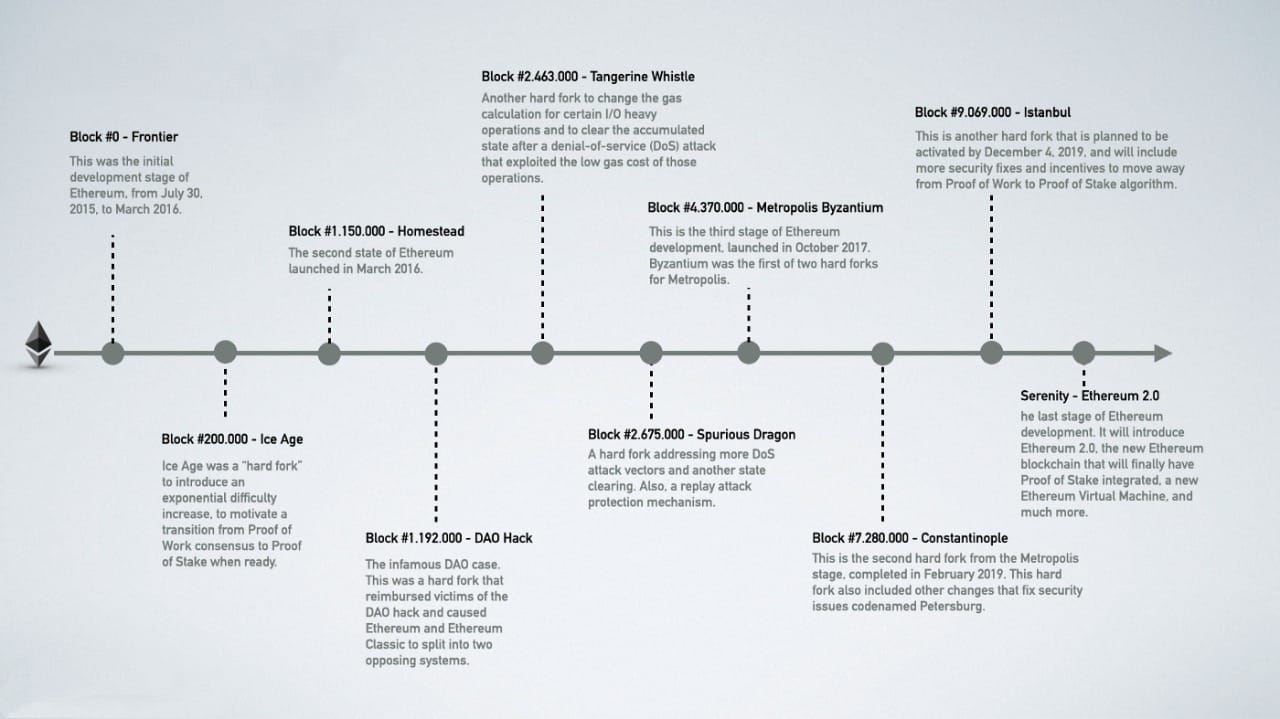 Block #0 - Frontier
This was the initial
development stage of
Ethereum, from July 30,
2015, to March 2016.
Block #200.000 - Ice Age
Ice Age was a “hard fork”
to introduce an
exponential difficulty
increase, to motivate a
transition from Proof of
Work consensus to Proof
of Stake when ready.
Block #1.150.000 - Homestead
The second state of Ethereum
launched in March 2016.
Block #1.192.000 - DAO Hack
The infamous DAO case.
This was a hard fork that
reimbursed victims of the
DAO hack and caused
Ethereum and Ethereum
Classic to split into two
opposing systems.
Block #2.463.000 - Tangerine Whistle
Another hard fork to change the gas
calculation for certain I/O heavy
operations and to clear the accumulated
state after a denial-of-service (DoS) attack
that exploited the low gas cost of those
operations.
Block #2.675.000 - Spurious Dragon
A hard fork addressing more DoS
attack vectors and another state
clearing. Also, a replay attack
protection mechanism.
Block #4.370.000 - Metropolis Byzantium
This is the third stage of Ethereum
development, launched in October 2017.
Byzantium was the first of two hard forks
for Metropolis.
Block #7.280.000 - Constantinople
This is the second hard fork from the Metropolis
stage, completed in February 2019. This hard
fork also included other changes that fix security
issues codenamed Petersburg.
Block #9.069.000 - Istanbul
This is another hard fork that is planned to be
activated by December 4, 2019, and will include
more security fixes and incentives to move away
from Proof of Work to Proof of Stake algorithm.
Serenity - Ethereum 2.0
he last stage of Ethereum
development. It will introduce
Ethereum 2.0, the new Ethereum
blockchain that will finally have
Proof of Stake integrated, a new
Ethereum Virtual Machine, and
much more.